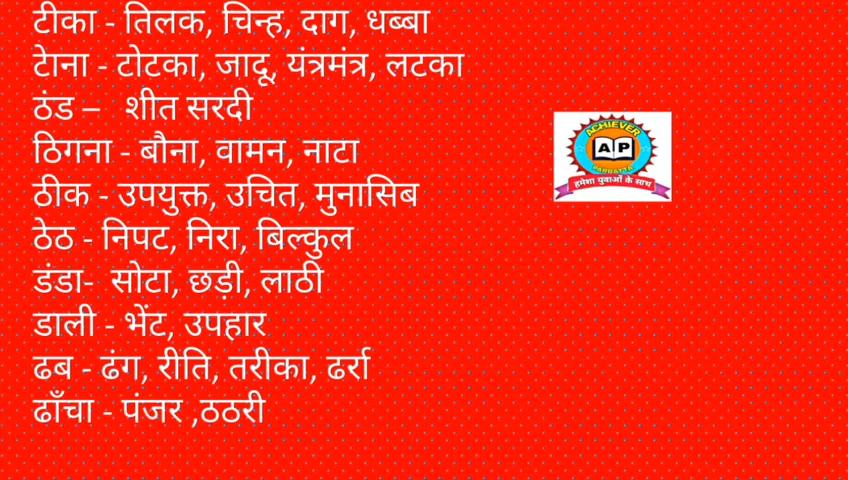 टीका - तिलक, चिन्ह, दाग, धब्बा
टेाना - टोटका, जादू, यंत्रमंत्र, लटका
ठंड – शीत सरदी
ठिगना - बौना, वामन, नाटा
ठीक - उपयुक्त, उचित, मुनासिब
ठेठ - निपट, निरा, बिल्कुल
डंडा- सोटा, छड़ी, लाठी
डाली - भेंट, उपहार
ढब - ढंग, रीति, तरीका, ढर्रा
ढाँचा - पंजर ,ठठरी
ACHIEVER
A P
हमेशा युवाओं के साथ